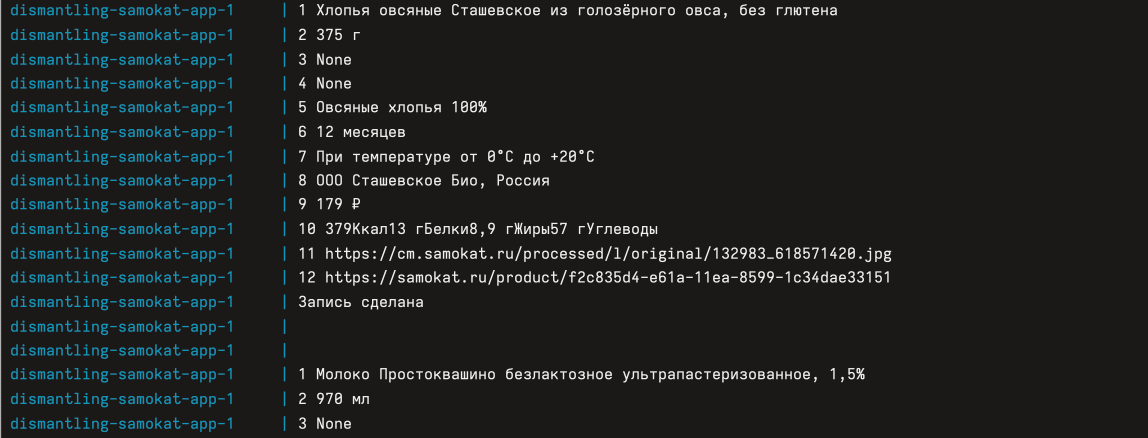 dismantling-samokat-app-1 | 1 Хлопья овсяные Сташевское из голозёрного овса, без глютена
dismantling-samokat-app-1 | 2 375 г
dismantling-samokat-app-1 | 3 None
dismantling-samokat-app-1 | 4 None
dismantling-samokat-app-1 | 5 Овсяные хлопья 100%
dismantling-samokat-app-1 | 6 12 месяцев
dismantling-samokat-app-1 | 7 При температуре от 0°C до +20°C
dismantling-samokat-app-1 | 8 ООО Сташевское Био, Россия
dismantling-samokat-app-1 | 9 179 ₽
dismantling-samokat-app-1 | 10 379Ккал13 гБелки8,9 гЖиры57 гУглеводы
dismantling-samokat-app-1 | 11 https://cm.samokat.ru/processed/l/original/132983_618571420.jpg
dismantling-samokat-app-1 | 12 https://samokat.ru/product/f2c835d4-e61a-11ea-8599-1c34dae33151
dismantling-samokat-app-1 | Запись сделана
dismantling-samokat-app-1 |
dismantling-samokat-app-1 |
dismantling-samokat-app-1 | 1 Молоко Простоквашино безлактозное ультрапастеризованное, 1,5%
dismantling-samokat-app-1 | 2 970 мл
dismantling-samokat-app-1 | 3 None